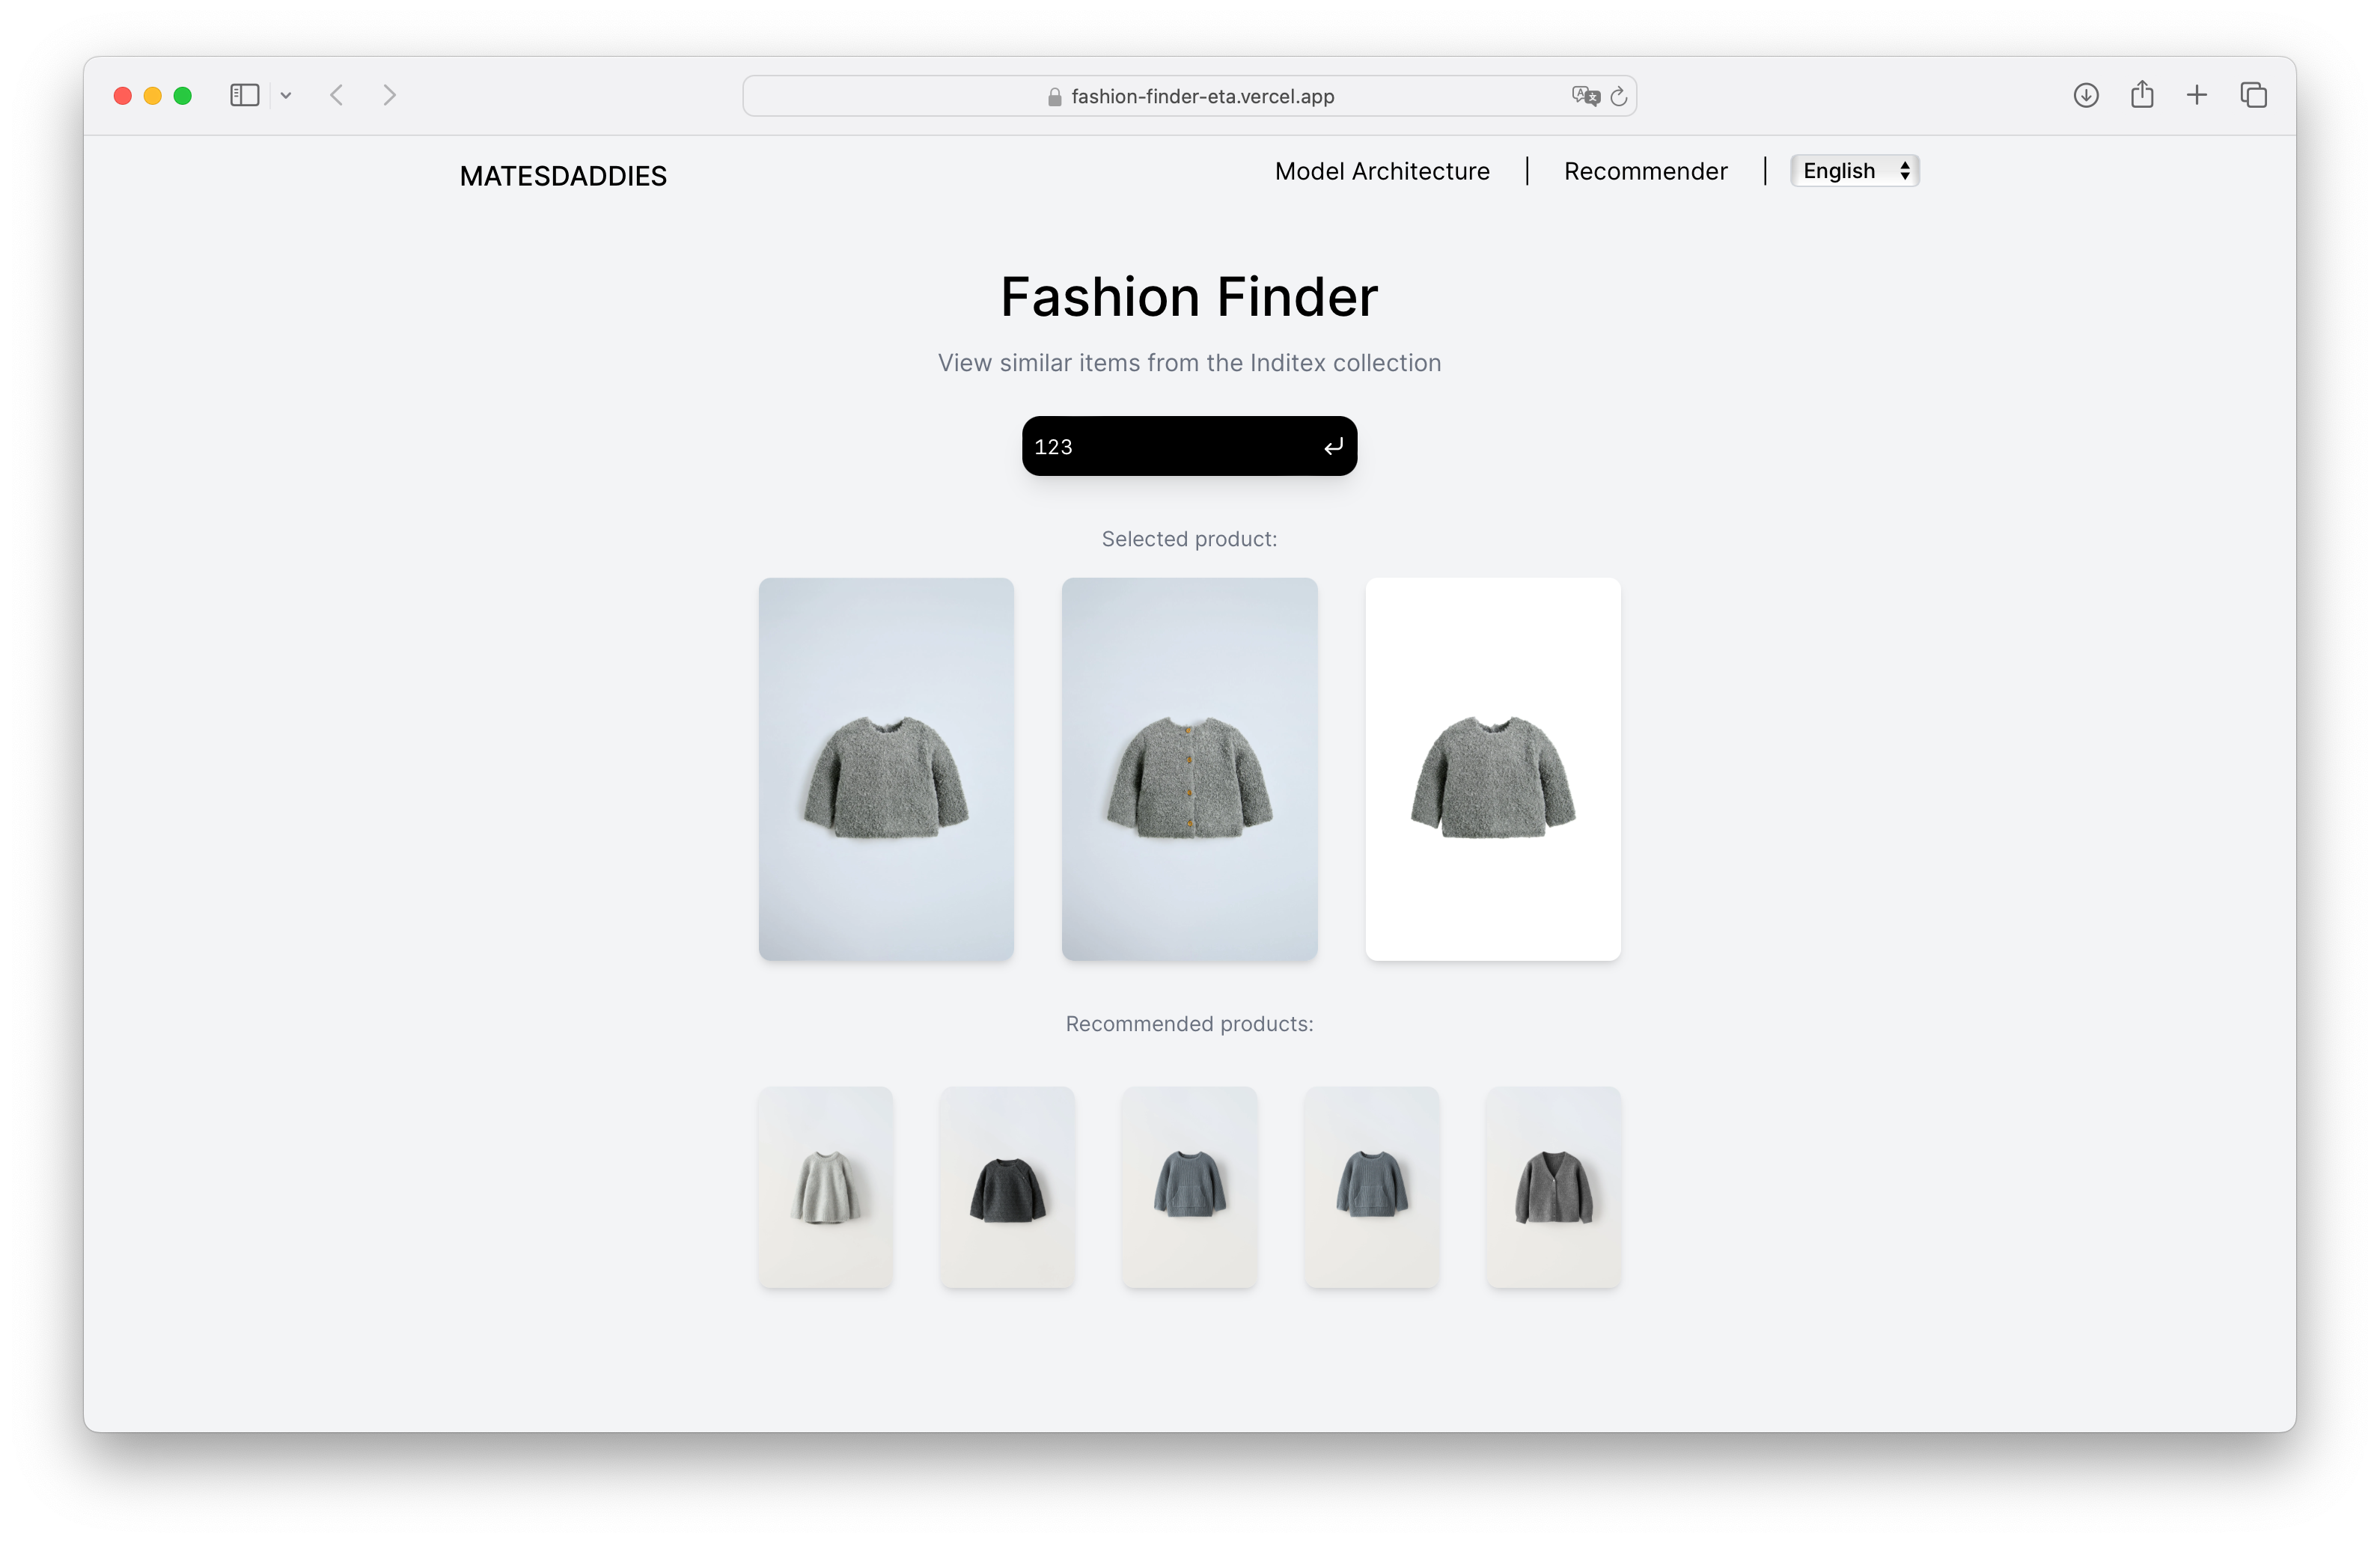 fashion-finder-eta.vercel.app
MATESDADDIES
Model Architecture | Recommender | English
Fashion Finder
View similar items from the Inditex collection
123
Selected product:
Recommended products: